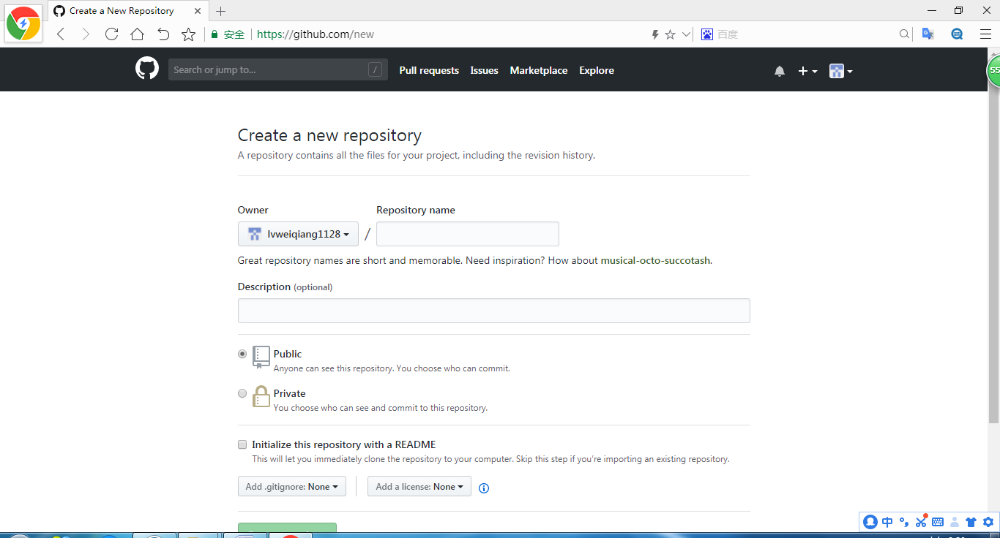 Create a New Repository
安全 https://github.com/new 百度
55
Search or jump to... / Pull requests Issues Marketplace Explore
Create a new repository
A repository contains all the files for your project, including the revision history.
Owner Repository name
lvweiqiang1128 /
Great repository names are short and memorable. Need inspiration? How about musical-octo-succotash.
Description (optional)
Public
Anyone can see this repository. You choose who can commit.
Private
You choose who can see and commit to this repository.
Initialize this repository with a README
This will let you immediately clone the repository to your computer. Skip this step if you’re importing an existing repository.
Add .gitignore: None Add a license: None
中